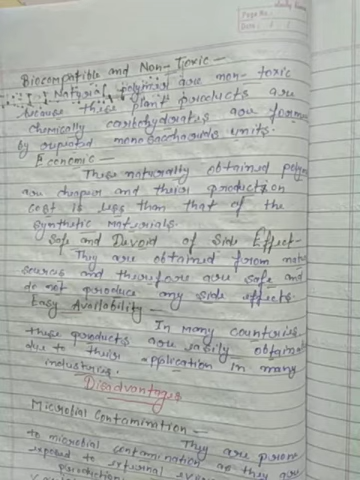 Page No.
Date
Biocompatible and Non-Toxic —
Natural polymer are non-toxic
because these plant products are
chemically carbohydrates are formed
by repeated monosaccharide units.
Economic —
These naturally obtained
are cheaper and their production
cost is less than that of the
synthetic materials.
Safe and Devoid of Side Effect-
They are obtained from
sources and therefore are safe and
do not produce any side effects.
Easy Availability —
In many countries
these products are easily
due to their application in many
industries.
Disadvantages
Microbial Contamination —
They are prone
to microbial contamination as they are
exposed to external